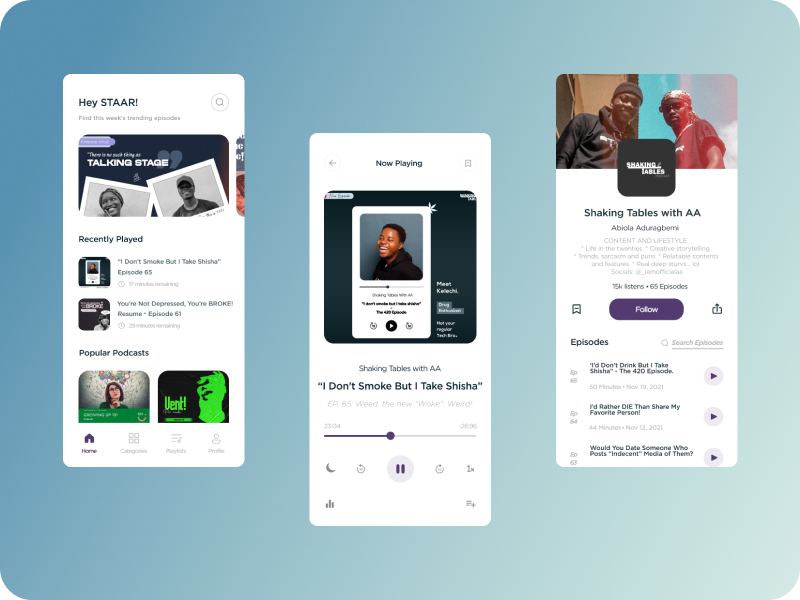 Hey STAAR!
Find this week's trending episodes
"There is no such thing as
TALKING STAGE
Recently Played
"I Don't Smoke But I Take Shisha"
Episode 65
17 minutes remaining
You're Not Depressed, You're BROKE!
Resume - Episode 61
29 minutes remaining
Popular Podcasts
GROWING UP IS
Vent!
Home
Categories
Playlists
Profile
Now Playing
New Episode
Shaking Tables With AA
"I don't smoke but i take shisha"
The 420 Episode
Meet
Kelechi.
Drug
Enthusiast
Not your
regular
Tech Bro.
Shaking Tables with AA
"I Don't Smoke But I Take Shisha"
EP. 65: Weed, the new "Woke". Weird!
23:04
-26:96
1x
SHAKING
TABLES
Shaking Tables with AA
Abiola Aduragbemi
CONTENT AND LIFESTYLE
* Life in the twenties * Creative storytelling
* Trends, sarcasm and puns * Relatable contents
and features * Real deep sturvs... lol
Socials: @_iamofficialaa
15k listens • 65 Episodes
Follow
Episodes
Search Episodes
Ep
65
'I'd Don't Drink But I Take
Shisha" - The 420 Episode.
50 Minutes • Nov 19, 2021
Ep
64
I'd Rather DIE Than Share My
Favorite Person!
44 Minutes • Nov 12, 2021
Ep
63
Would You Date Someone Who
Posts "Indecent" Media of Them?